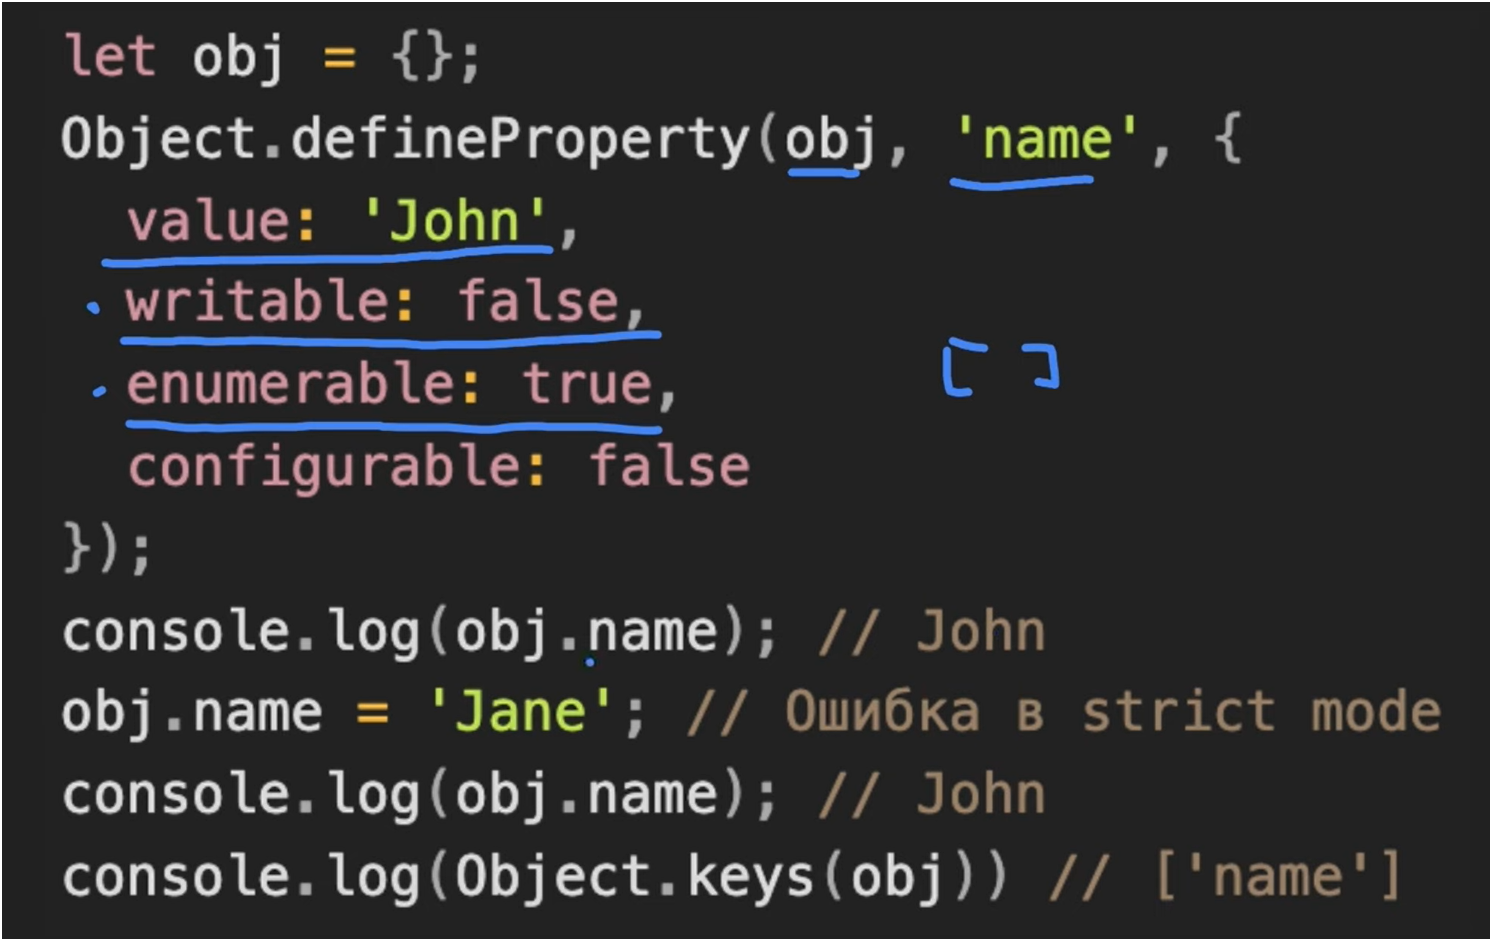 let obj = {};
Object.defineProperty(obj, 'name', {
  value: 'John',
  writable: false,
  enumerable: true,
  configurable: false
});
console.log(obj.name); // John
obj.name = 'Jane'; // Ошибка в strict mode
console.log(obj.name); // John
console.log(Object.keys(obj)) // ['name']